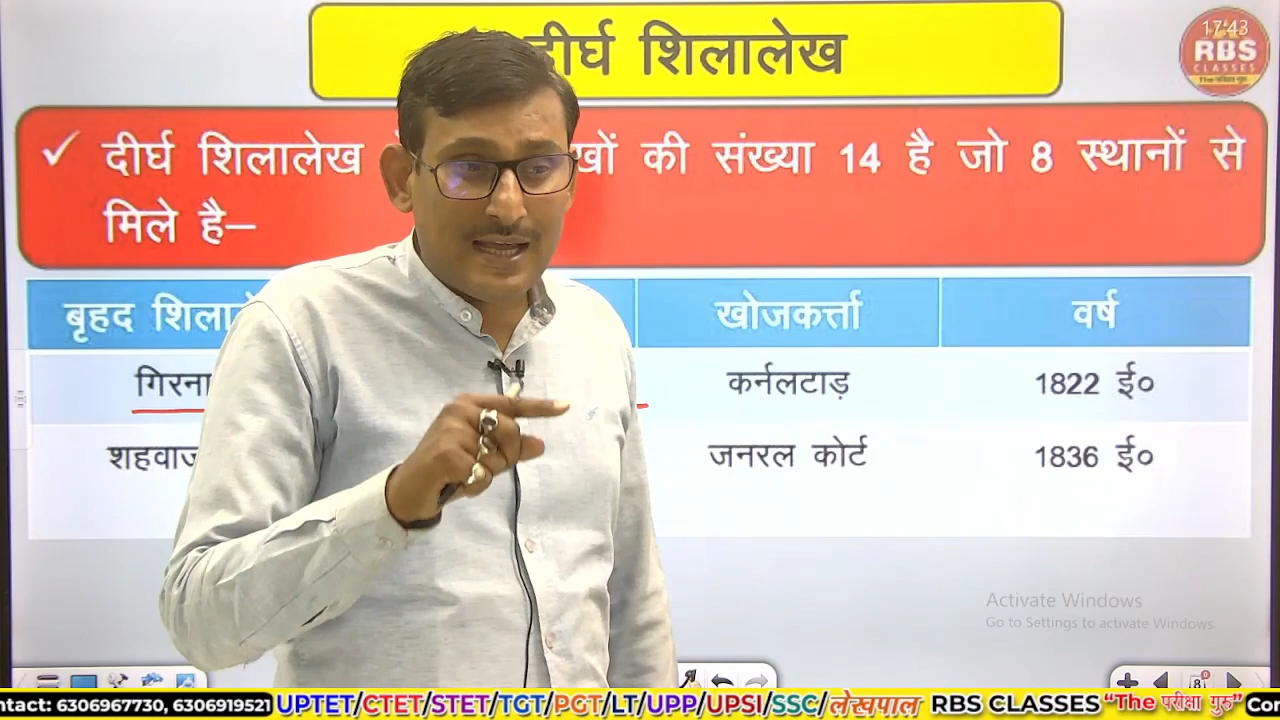 दीर्घ शिलालेख
17:43
RBS
CLASSES
✓ दीर्घ शिलालेख की संख्या 14 है जो 8 स्थानों से
मिले है–
बृहद खोजकर्त्ता वर्ष
कर्नलटाड़ 1822 ई०
जनरल कोर्ट 1836 ई०
Activate Windows
Go to Settings to activate Windows.
6306967730, 6306919521 UPTET/CTET/STET/TGT/PGT/LT/UPP/UPSI/SSC/लेखपाल RBS CLASSES “The परीक्षा गुरु”